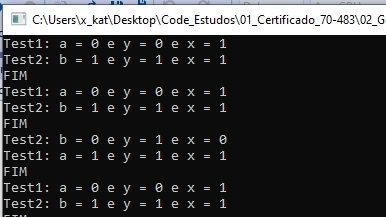 C:\Users\x_kat\Desktop\Code_Estudos\01_Certificado_70-483\02_G
Test1: a = 0 e y = 0 e x = 1
Test2: b = 1 e y = 1 e x = 1
FIM
Test1: a = 0 e y = 0 e x = 1
Test2: b = 1 e y = 1 e x = 1
FIM
Test2: b = 0 e y = 1 e x = 0
Test1: a = 1 e y = 1 e x = 1
FIM
Test1: a = 0 e y = 0 e x = 1
Test2: b = 1 e y = 1 e x = 1